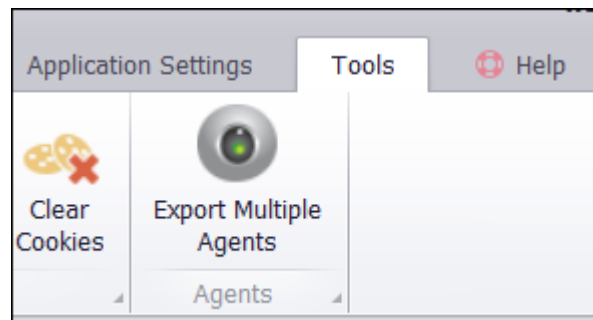 Application Settings Tools Help
Clear Cookies
Export Multiple Agents
Agents